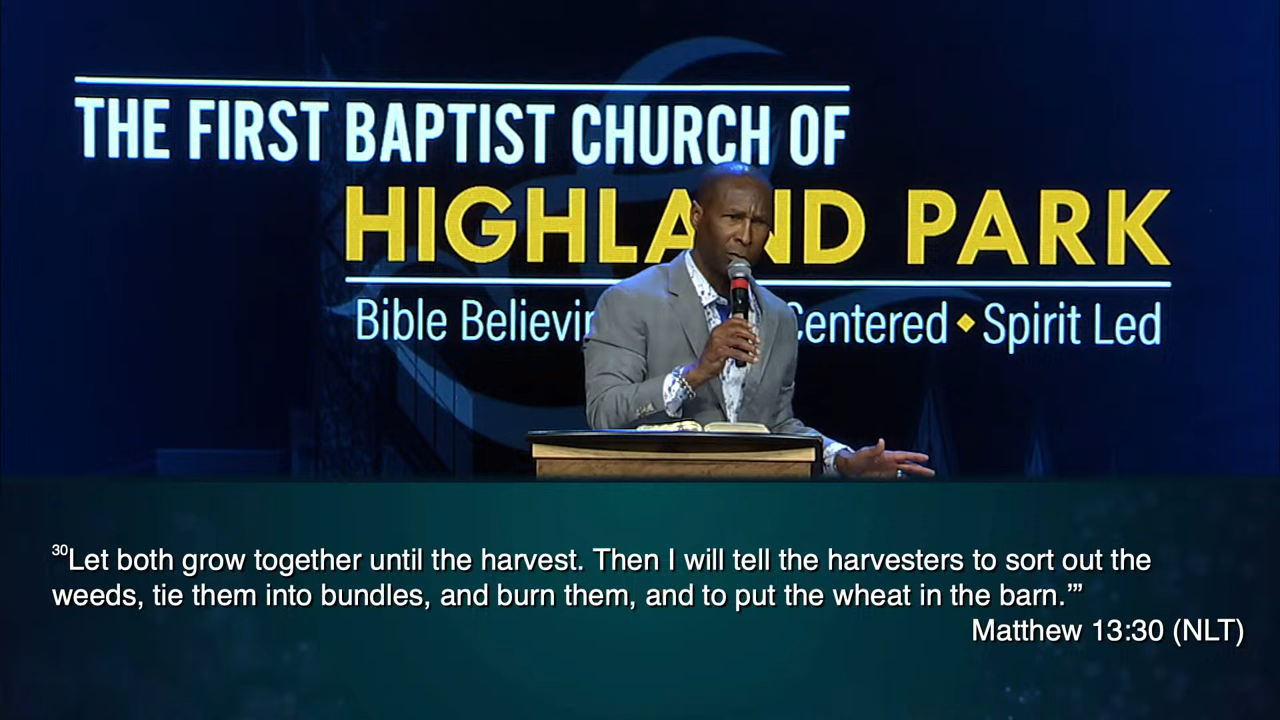 THE FIRST BAPTIST CHURCH OF
HIGHLAND PARK
Bible Believin Centered ◆ Spirit Led
³⁰Let both grow together until the harvest. Then I will tell the harvesters to sort out the
weeds, tie them into bundles, and burn them, and to put the wheat in the barn.’”
Matthew 13:30 (NLT)